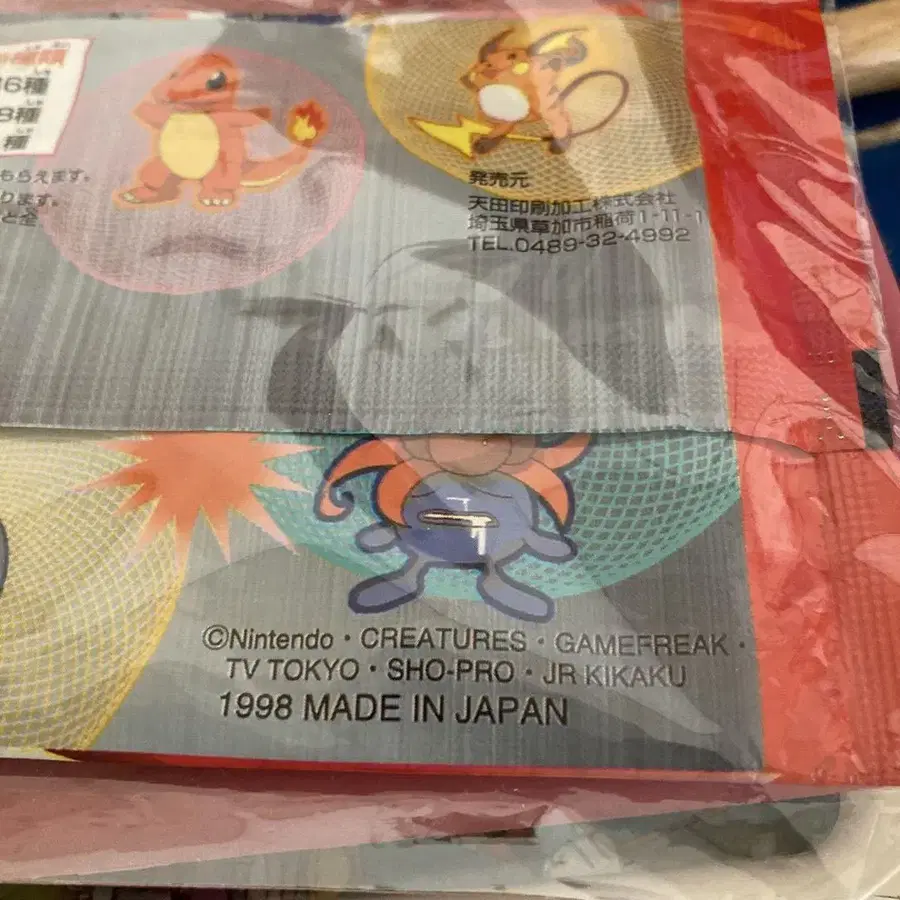 16種
8種
種
もらえます。
ります。
と全
発売元
天田印刷加工株式会社
埼玉県草加市稲荷1-11-1
TEL.0489-32-4992
©Nintendo・CREATURES・GAMEFREAK・
TV TOKYO・SHO-PRO・JR KIKAKU
1998 MADE IN JAPAN